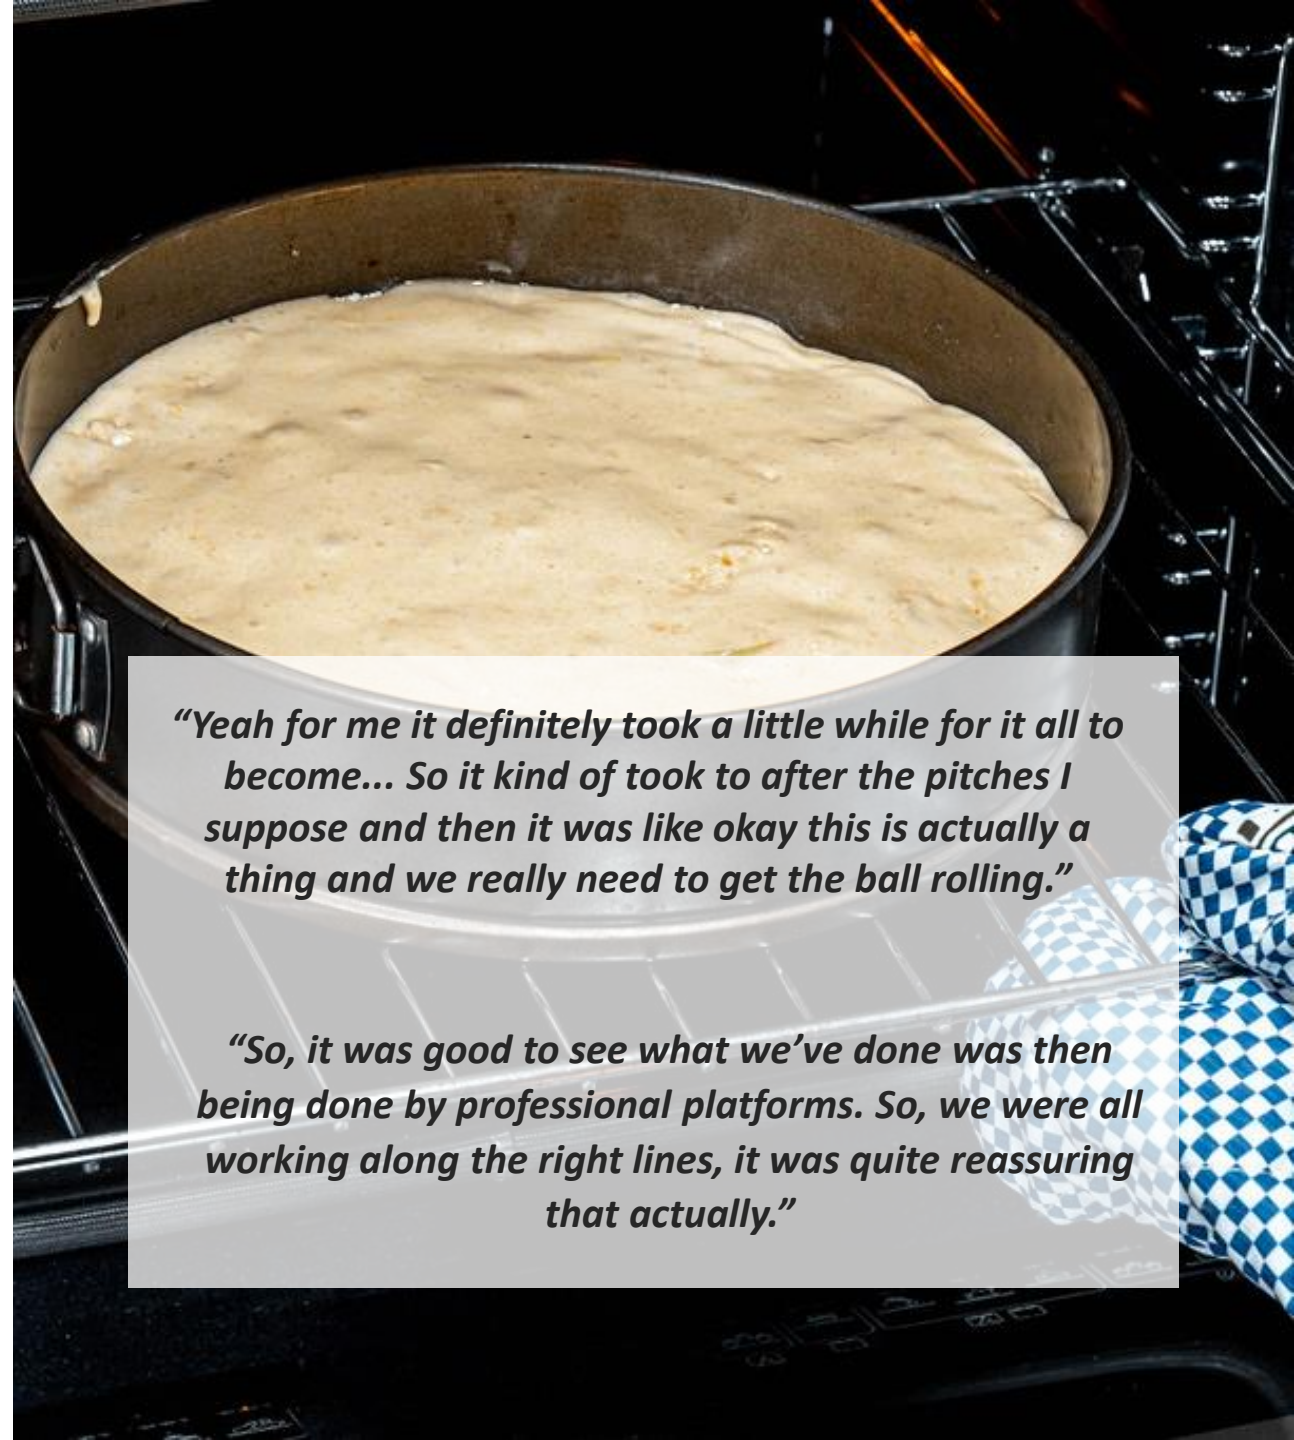 “Yeah for me it definitely took a little while for it all to
become... So it kind of took to after the pitches I
suppose and then it was like okay this is actually a
thing and we really need to get the ball rolling.”
“So, it was good to see what we’ve done was then
being done by professional platforms. So, we were all
working along the right lines, it was quite reassuring
that actually.”